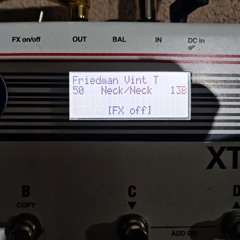 FX on/off OUT BAL IN DC in
Friedman Vint T
50 Neck/Neck 138
[FX off]
XT
B C D
COPY
ADD ON